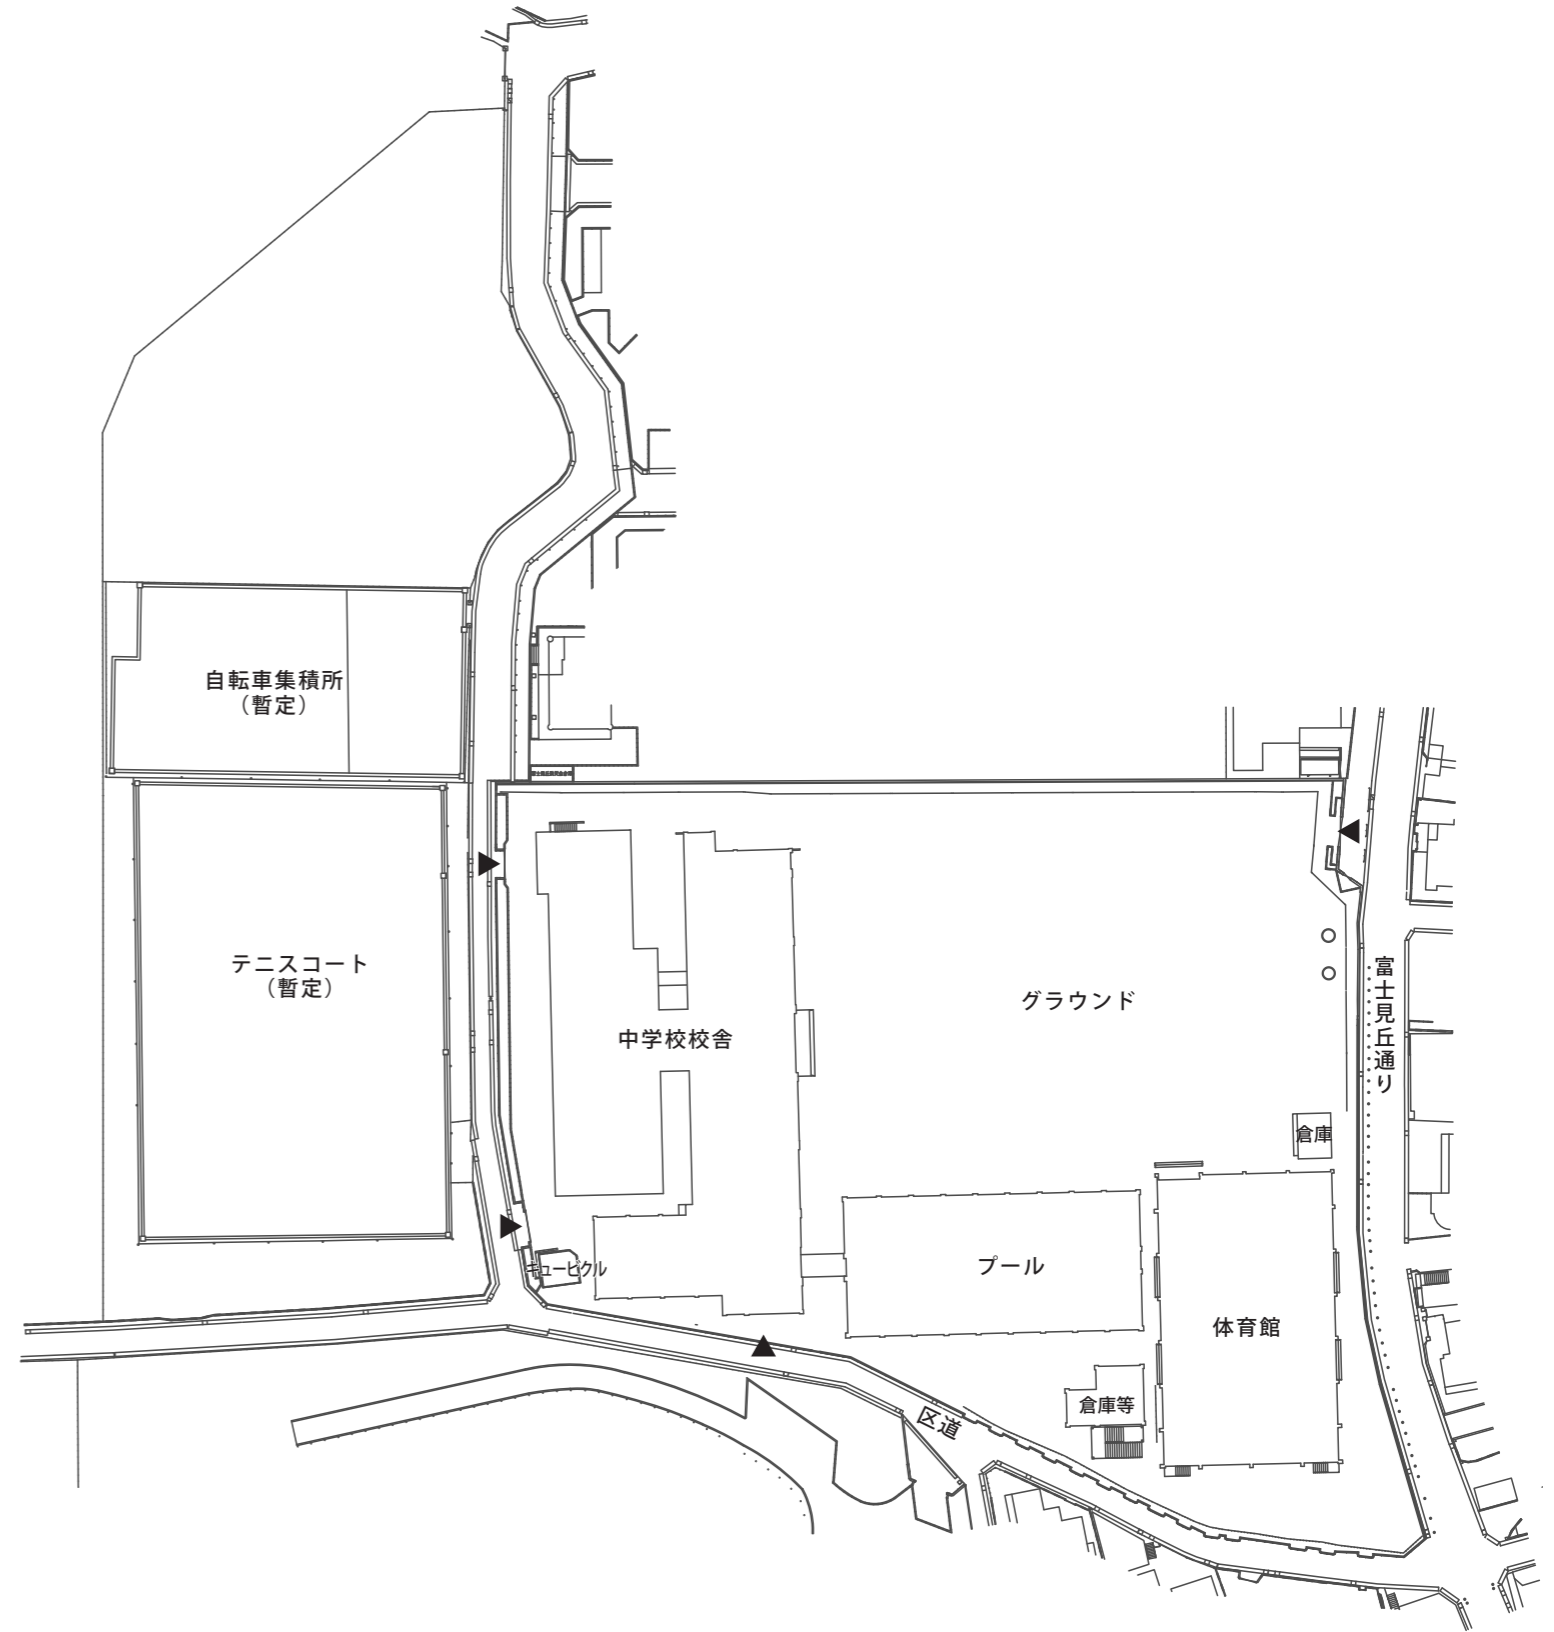 自転車集積所
（暫定）
テニスコート
（暫定）
中学校校舎
グラウンド
富士見丘通り
倉庫
キュービクル
プール
体育館
倉庫等
区道